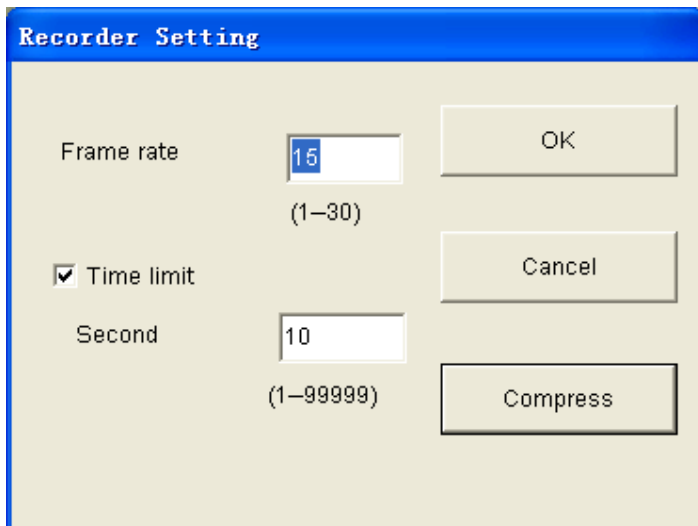 Recorder Setting
Frame rate 15 OK
(1—30)
Time limit Cancel
Second 10
(1—99999) Compress